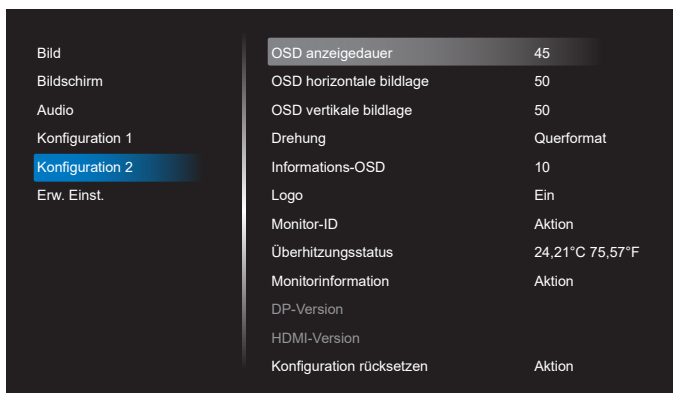 Bild
Bildschirm
Audio
Konfiguration 1
Konfiguration 2
Erw. Einst.
OSD anzeigedauer 45
OSD horizontale bildlage 50
OSD vertikale bildlage 50
Drehung Querformat
Informations-OSD 10
Logo Ein
Monitor-ID Aktion
Überhitzungsstatus 24,21°C 75,57°F
Monitorinformation Aktion
DP-Version
HDMI-Version
Konfiguration rücksetzen Aktion